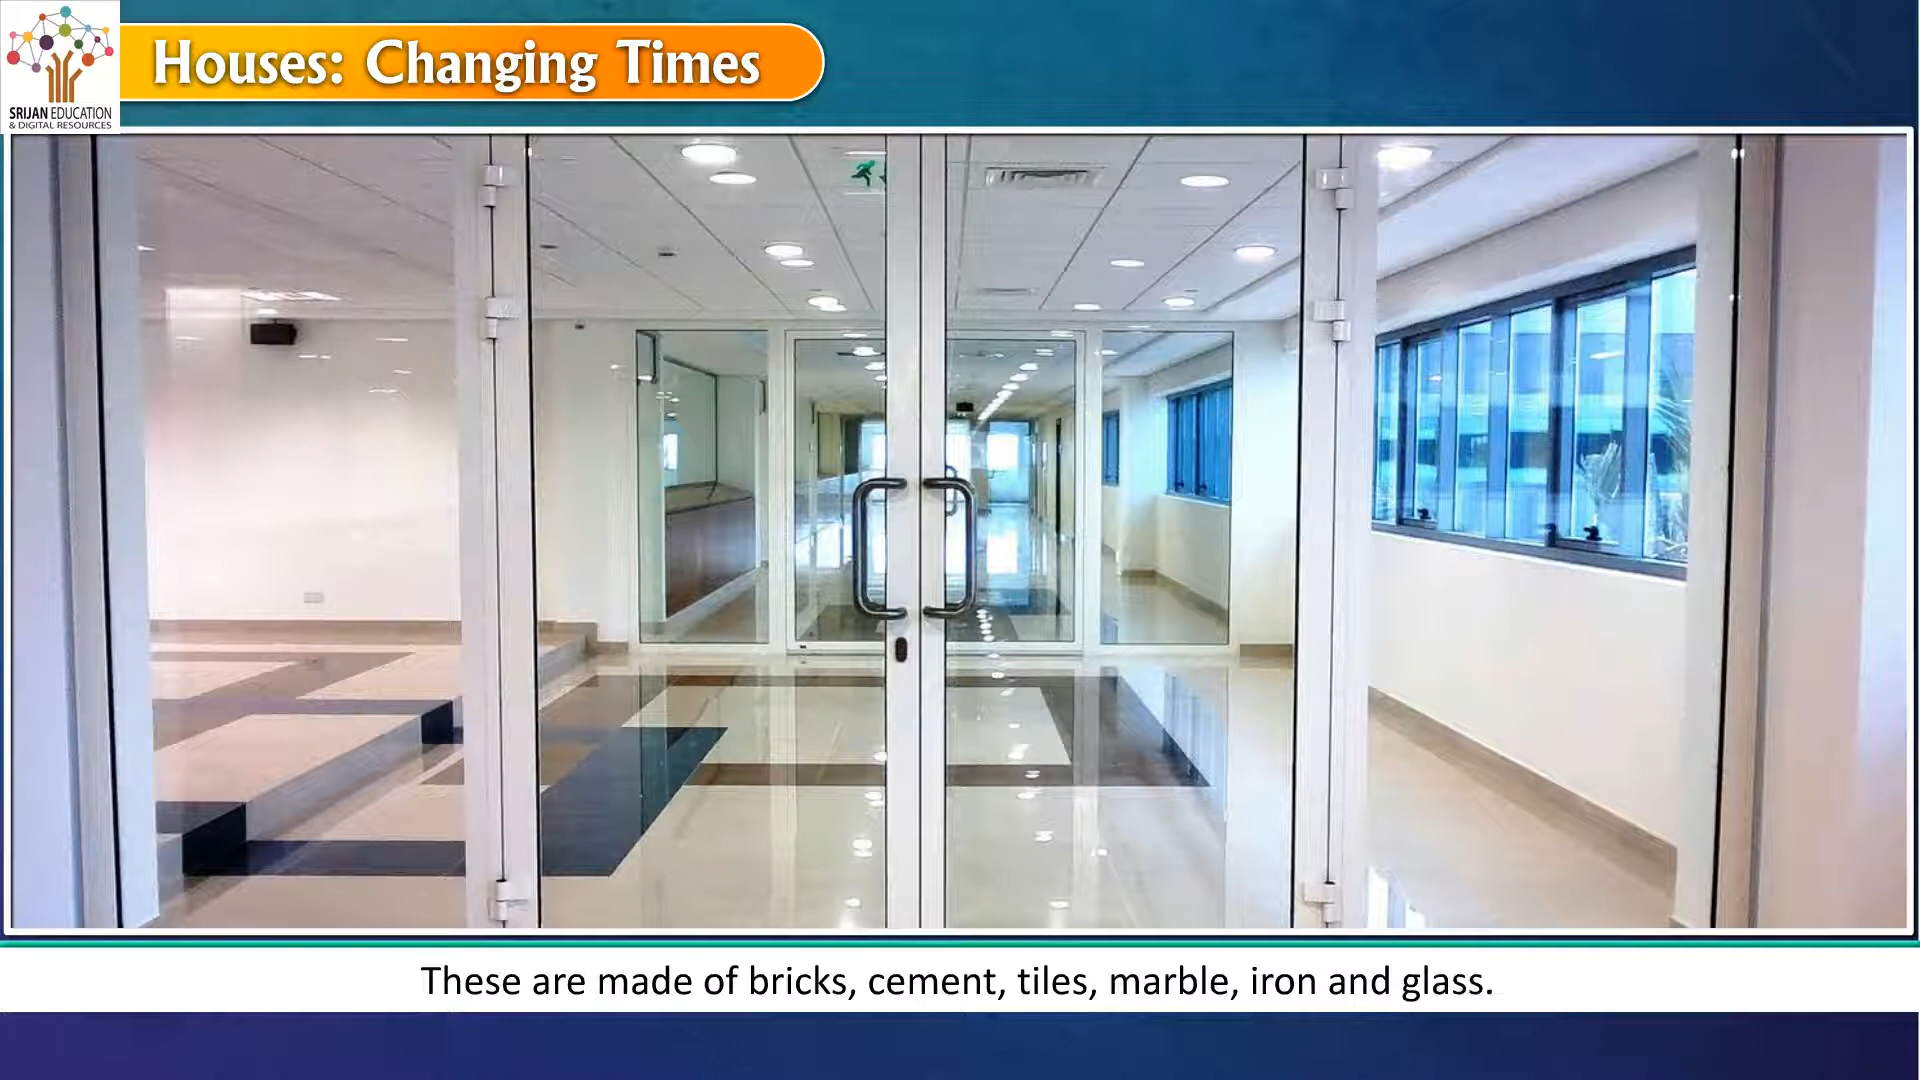 Houses: Changing Times
SRIJAN EDUCATION
& DIGITAL RESOURCES
These are made of bricks, cement, tiles, marble, iron and glass.